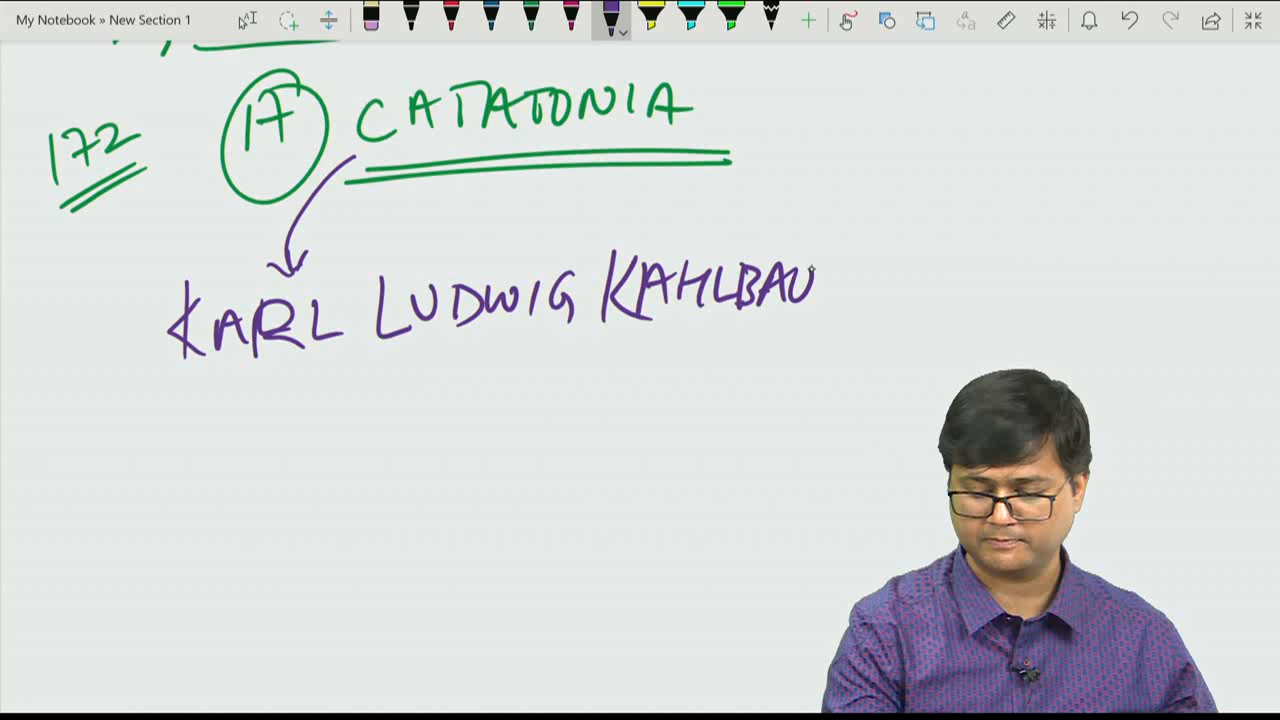 My Notebook » New Section 1
172 17 CATATONIA
KARL LUDWIG KAHLBAU